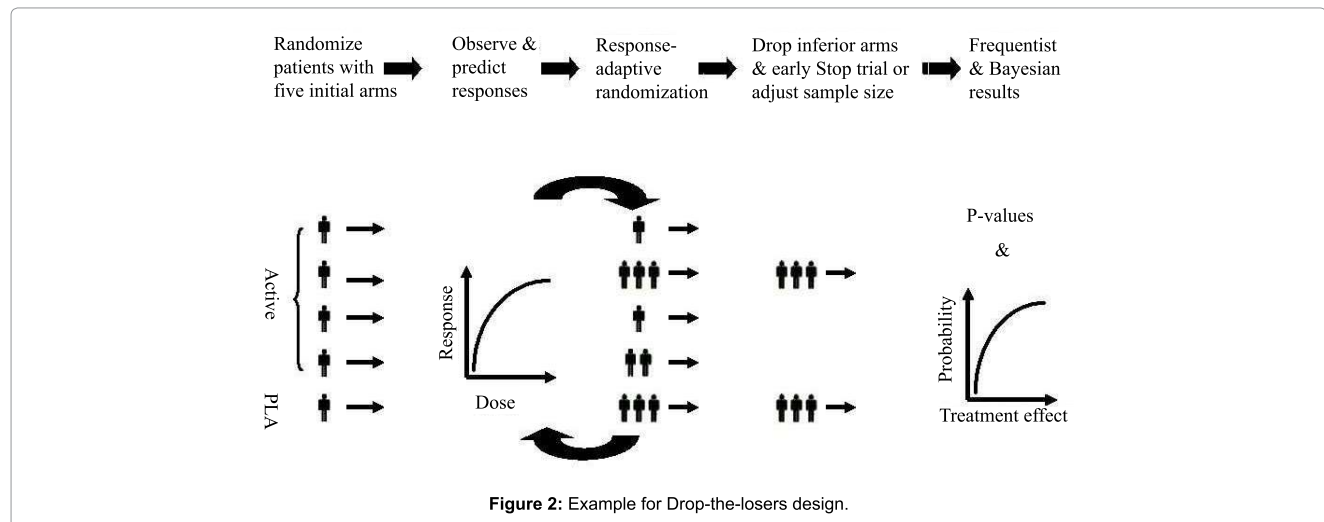 Randomize
patients with
five initial arms
Observe &
predict
responses
Response-
adaptive
randomization
Drop inferior arms
& early Stop trial or
adjust sample size
Frequentist
& Bayesian
results
Active
PLA
Response
Dose
P-values
&
Probability
Treatment effect
Figure 2: Example for Drop-the-losers design.